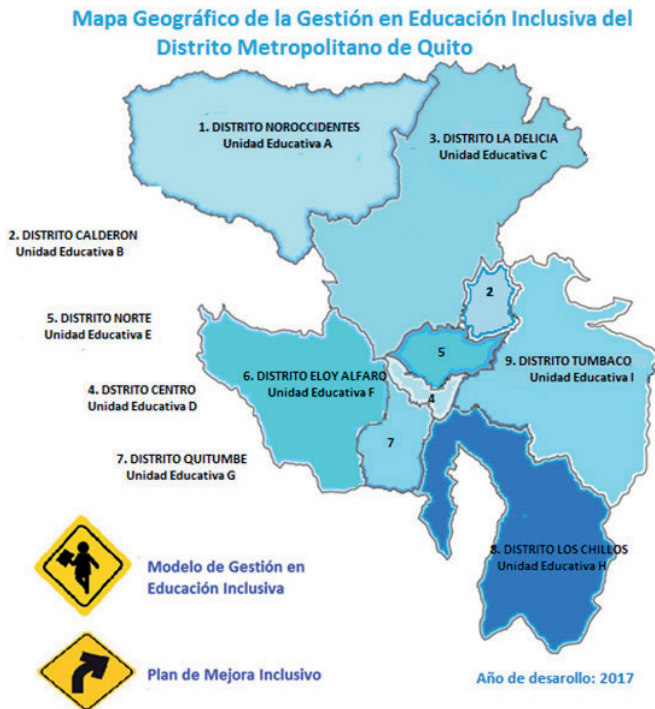 Mapa Geográfico de la Gestión en Educación Inclusiva del
Distrito Metropolitano de Quito
1. DISTRITO NOROCCIDENTES
Unidad Educativa A
3. DISTRITO LA DELICIA
Unidad Educativa C
2. DISTRITO CALDERON
Unidad Educativa B
2
5. DISTRITO NORTE
Unidad Educativa E
5
9. DISTRITO TUMBACO
Unidad Educativa I
6. DISTRITO ELOY ALFARO
Unidad Educativa F
4. DSTRITO CENTRO
Unidad Educativa D
4
7. DISTRITO QUITUMBE
Unidad Educativa G
7
8. DISTRITO LOS CHILLOS
Unidad Educativa H
Modelo de Gestión en
Educación Inclusiva
Plan de Mejora Inclusivo
Año de desarollo: 2017